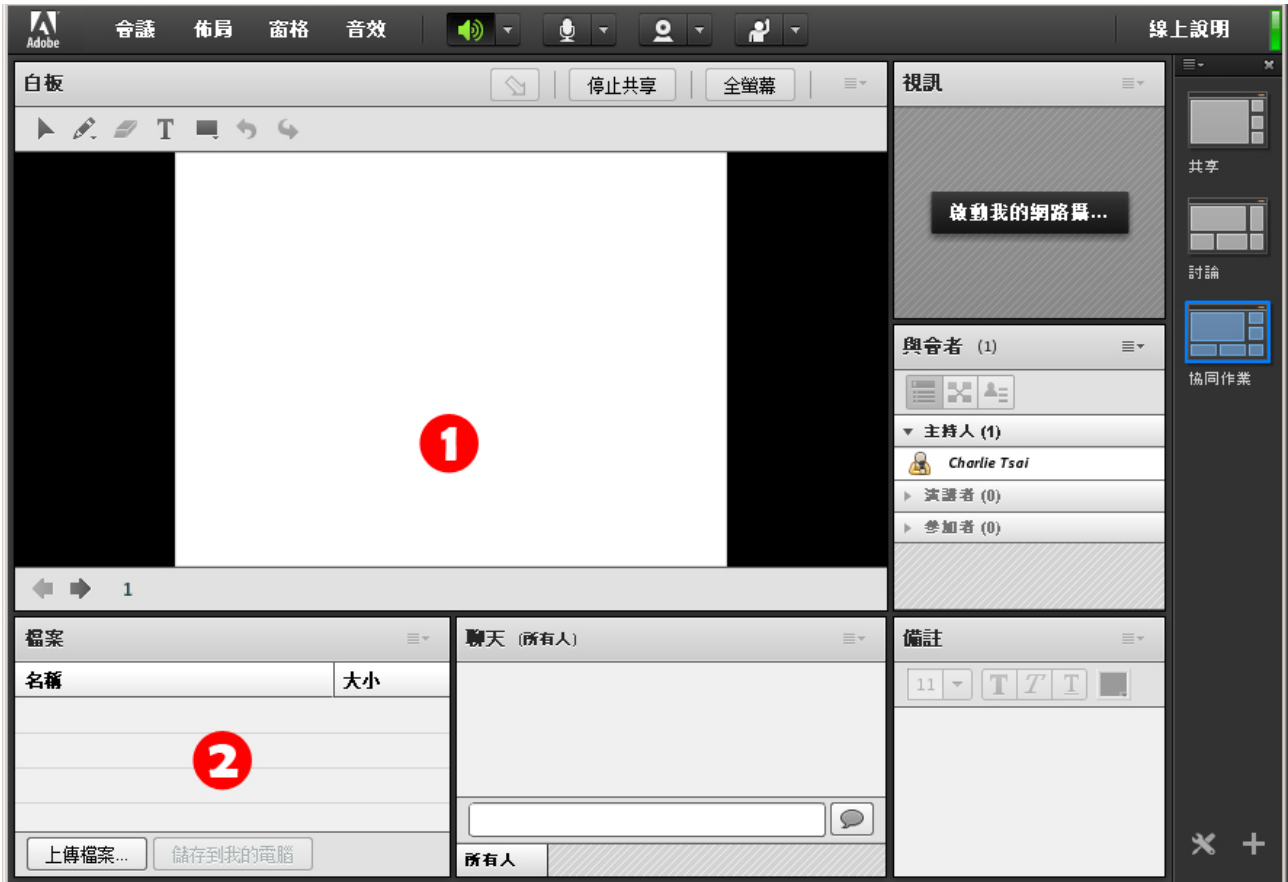 Adobe 會議 佈局 窗格 音效 線上說明
白板 停止共享 全螢幕
T
1
1
視訊
啟動我的網路攝...
與會者 (1)
主持人 (1)
Charlie Tsai
演講者 (0)
參加者 (0)
共享
討論
協同作業
檔案
名稱 大小
2
上傳檔案... 儲存到我的電腦
聊天 (所有人)
所有人
備註
11 T T T